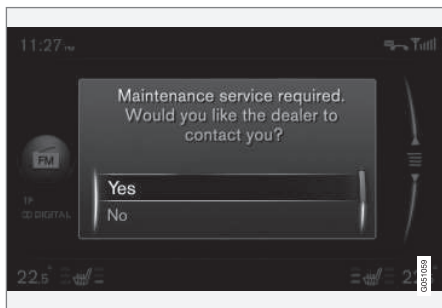 11:27 PM
Maintenance service required.
Would you like the dealer to
contact you?
FM
Yes
TP
No
DIGITAL
22.5
G051059